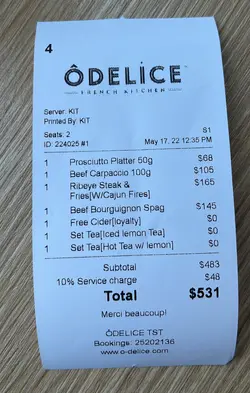 4
ÔDELICE
FRENCH KITCHEN
Server: KIT
Printed By: KIT
Seats: 2 S1
ID: 224025 #1 May 17, 22 12:35 PM
1 Prosciutto Platter 50g $68
1 Beef Carpaccio 100g $105
1 Ribeye Steak & $165
Fries[W/Cajun Fires]
1 Beef Bourguignon Spag $145
1 Free Cider[loyalty] $0
1 Set Tea[Iced lemon Tea] $0
1 Set Tea[Hot Tea w/ lemon] $0
Subtotal $483
10% Service charge $48
Total $531
Merci beaucoup!
ÔDELICE TST
Bookings: 25202136
www.o-delice.com